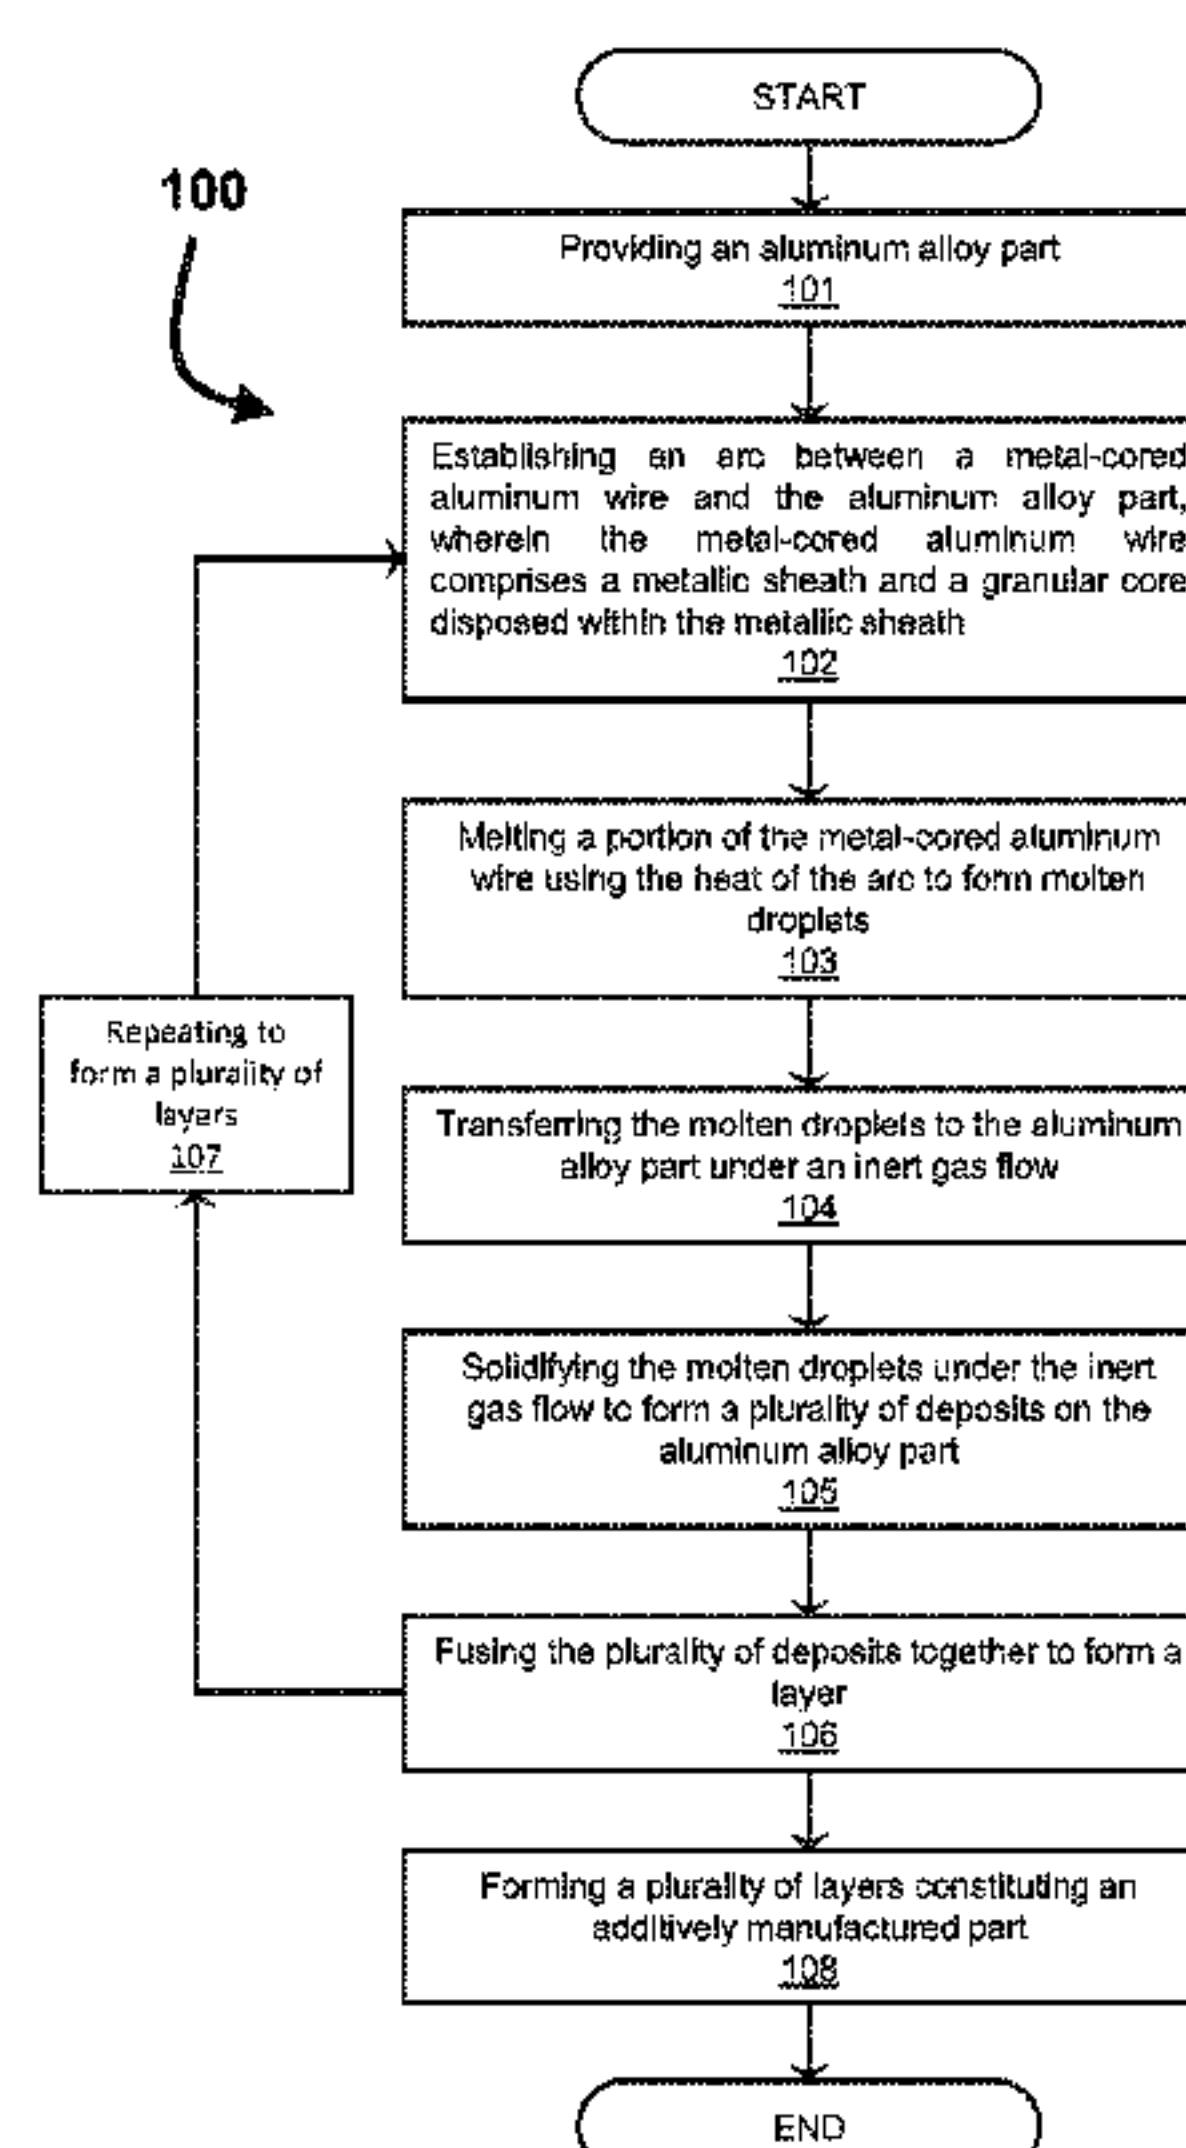 START
100
Providing an aluminum alloy part
101
Establishing an arc between a metal-cored
aluminum wire and the aluminum alloy part,
wherein the metal-cored aluminum wire
comprises a metallic sheath and a granular core
disposed within the metallic sheath
102
Melting a portion of the metal-cored aluminum
wire using the heat of the arc to form molten
droplets
103
Repeating to
form a plurality of
layers
107
Transferring the molten droplets to the aluminum
alloy part under an inert gas flow
104
Solidifying the molten droplets under the inert
gas flow to form a plurality of deposits on the
aluminum alloy part
105
Fusing the plurality of deposits together to form a
layer
106
Forming a plurality of layers constituting an
additively manufactured part
108
END